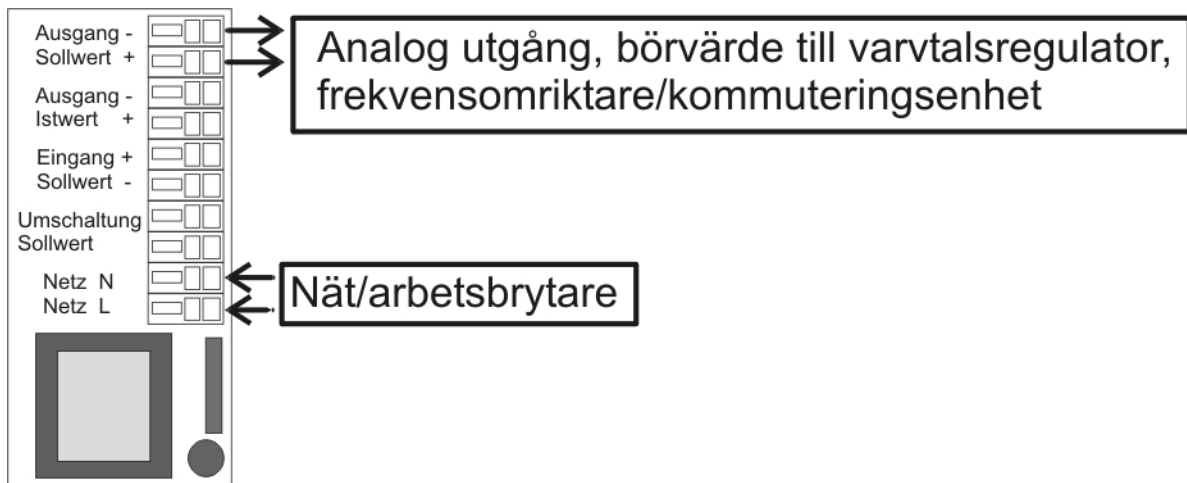 Ausgang -
Sollwert +
Ausgang -
Istwert +
Eingang +
Sollwert -
Umschaltung
Sollwert
Netz N
Netz L
Analog utgång, börvärde till varvtalsregulator,
frekvensomriktare/kommuteringsenhet
Nät/arbetsbrytare